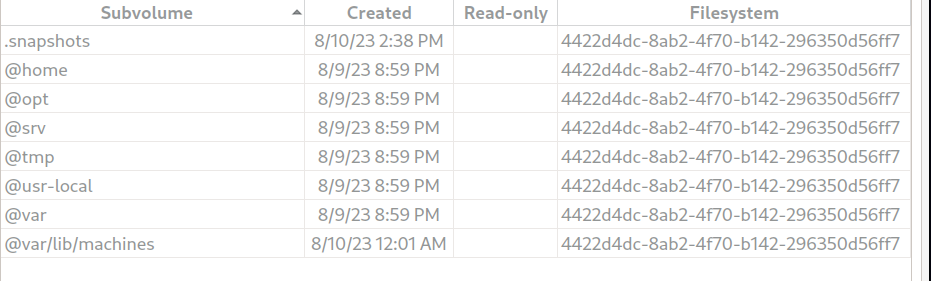 Subvolume Created Read-only Filesystem
.snapshots 8/10/23 2:38 PM 4422d4dc-8ab2-4f70-b142-296350d56ff7
@home 8/9/23 8:59 PM 4422d4dc-8ab2-4f70-b142-296350d56ff7
@opt 8/9/23 8:59 PM 4422d4dc-8ab2-4f70-b142-296350d56ff7
@srv 8/9/23 8:59 PM 4422d4dc-8ab2-4f70-b142-296350d56ff7
@tmp 8/9/23 8:59 PM 4422d4dc-8ab2-4f70-b142-296350d56ff7
@usr-local 8/9/23 8:59 PM 4422d4dc-8ab2-4f70-b142-296350d56ff7
@var 8/9/23 8:59 PM 4422d4dc-8ab2-4f70-b142-296350d56ff7
@var/lib/machines 8/10/23 12:01 AM 4422d4dc-8ab2-4f70-b142-296350d56ff7